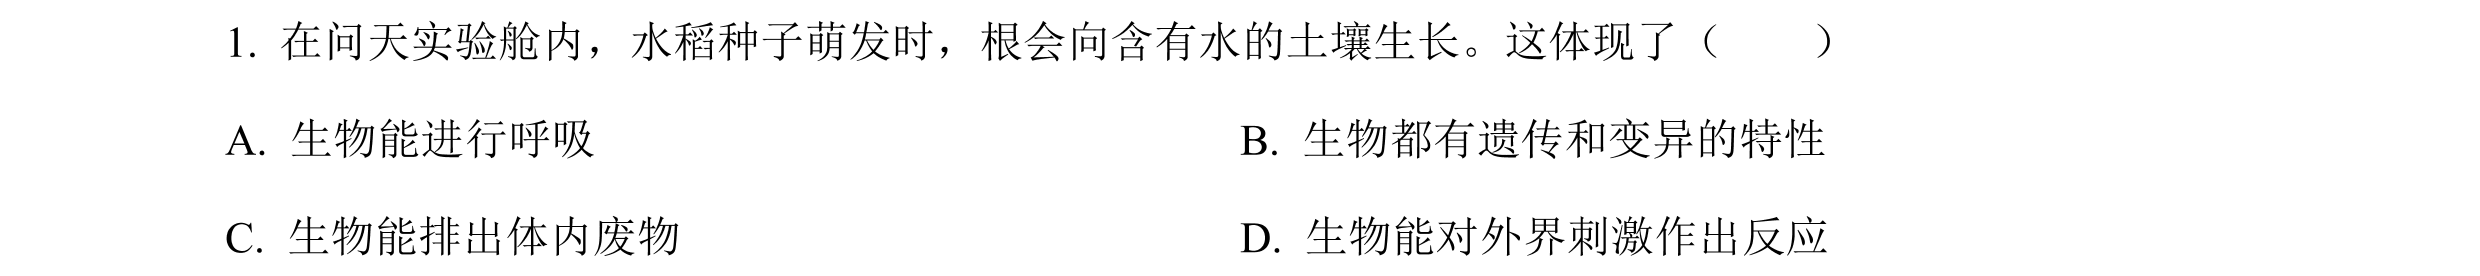 1. 在问天实验舱内，水稻种子萌发时，根会向含有水的土壤生长。这体现了（　　）
A. 生物能进行呼吸　　B. 生物都有遗传和变异的特性
C. 生物能排出体内废物　　D. 生物能对外界刺激作出反应